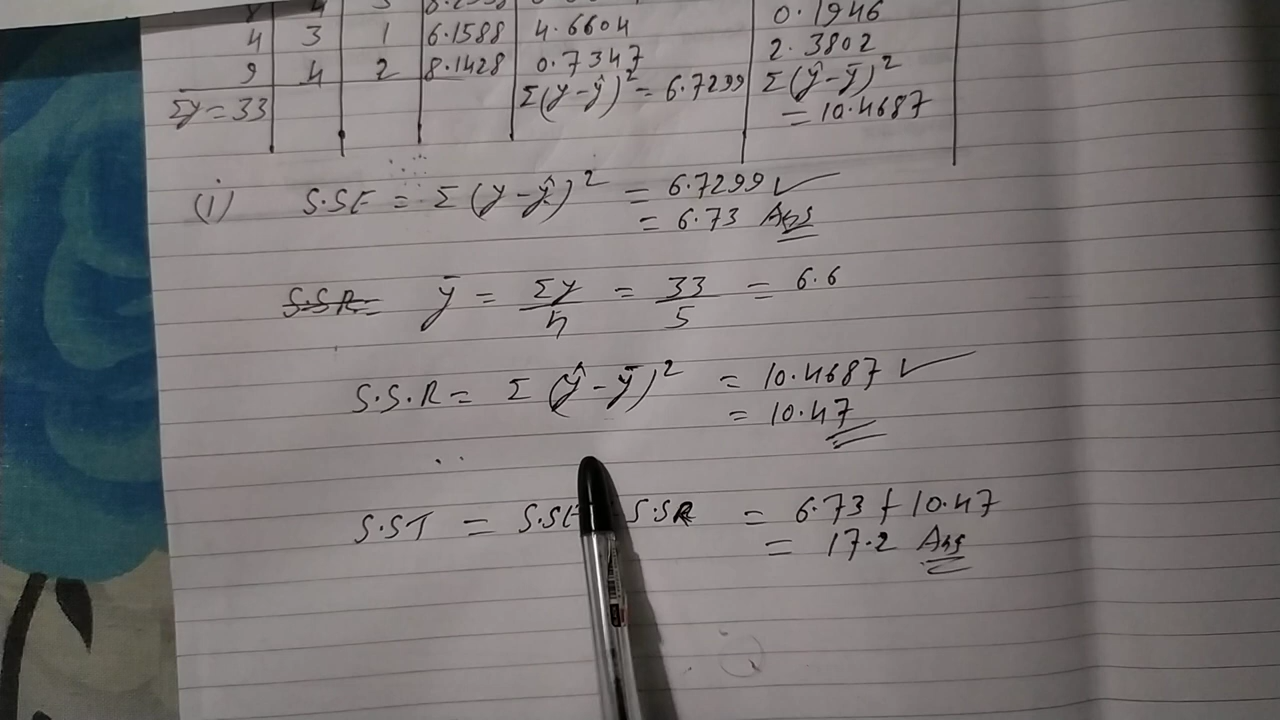 0.1946
4 3 1 6.1588 4.6604 2.3802
9 4 2 8.1428 0.7347 Σ(ŷ-ȳ)²
Σy = 33 Σ(y-ŷ)² = 6.7299 = 10.4687
(i) S.SE = Σ(y-ŷ)² = 6.7299 ✓
= 6.73 Ans
S.S.R = ȳ = Σy/n = 33/5 = 6.6
S.S.R = Σ(ŷ-ȳ)² = 10.4687 ✓
= 10.47
S.ST = S.SE S.SR = 6.73 + 10.47
= 17.2 Ans